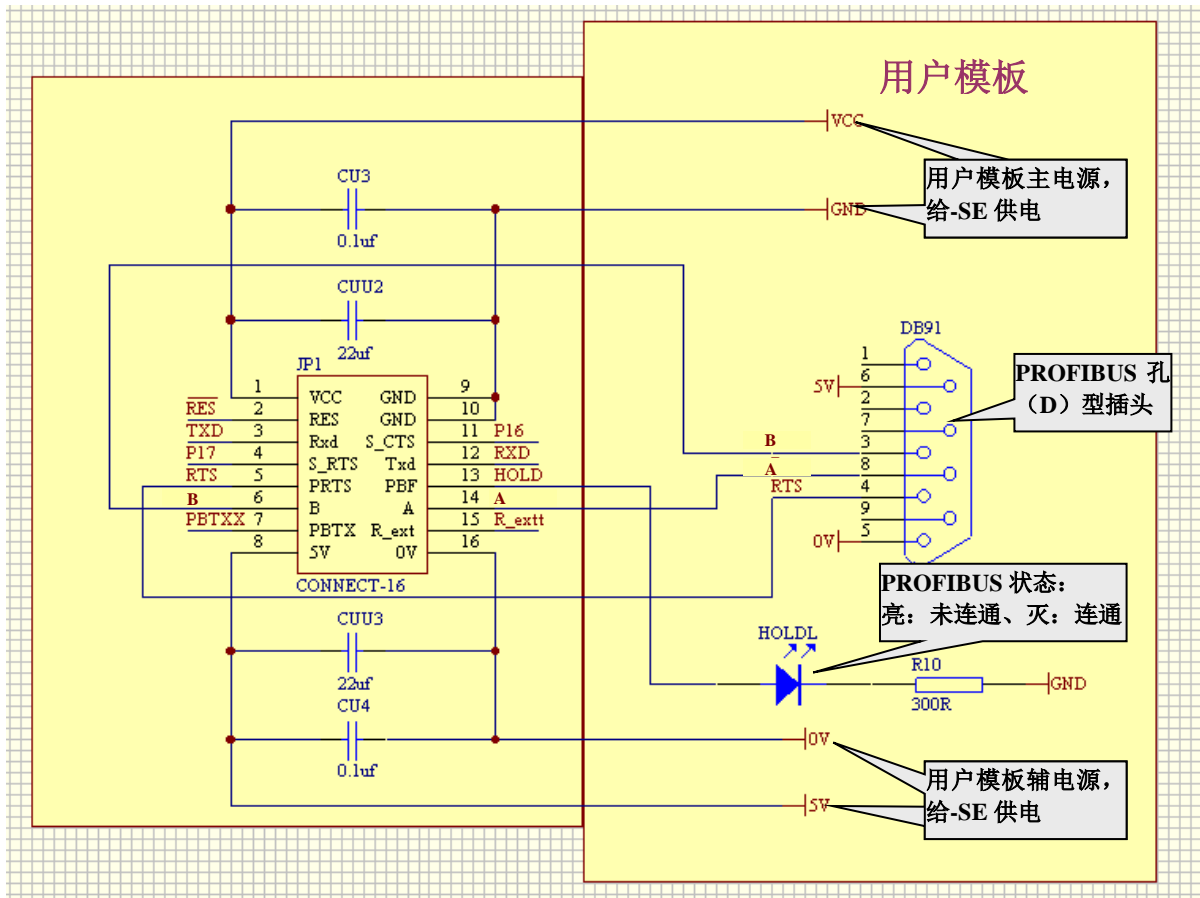 用户模板
VCC
用户模板主电源，
给-SE 供电
GND
CU3
0.1uf
CUU2
22uf
DB91
1
6
5V
2
7
3
B
8
A
4
RTS
9
5
0V
PROFIBUS 孔
（D）型插头
JP1
1 VCC GND 9
RES 2 RES GND 10
TXD 3 Rxd S_CTS 11 P16
P17 4 S_RTS Txd 12 RXD
RTS 5 PRTS PBF 13 HOLD
B 6 B A 14 A
PBTXX 7 PBTX R_ext 15 R_extt
8 5V 0V 16
CONNECT-16
PROFIBUS 状态：
亮：未连通、灭：连通
CUU3
22uf
HOLDL
R10
300R
GND
CU4
0.1uf
0V
5V
用户模板辅电源，
给-SE 供电